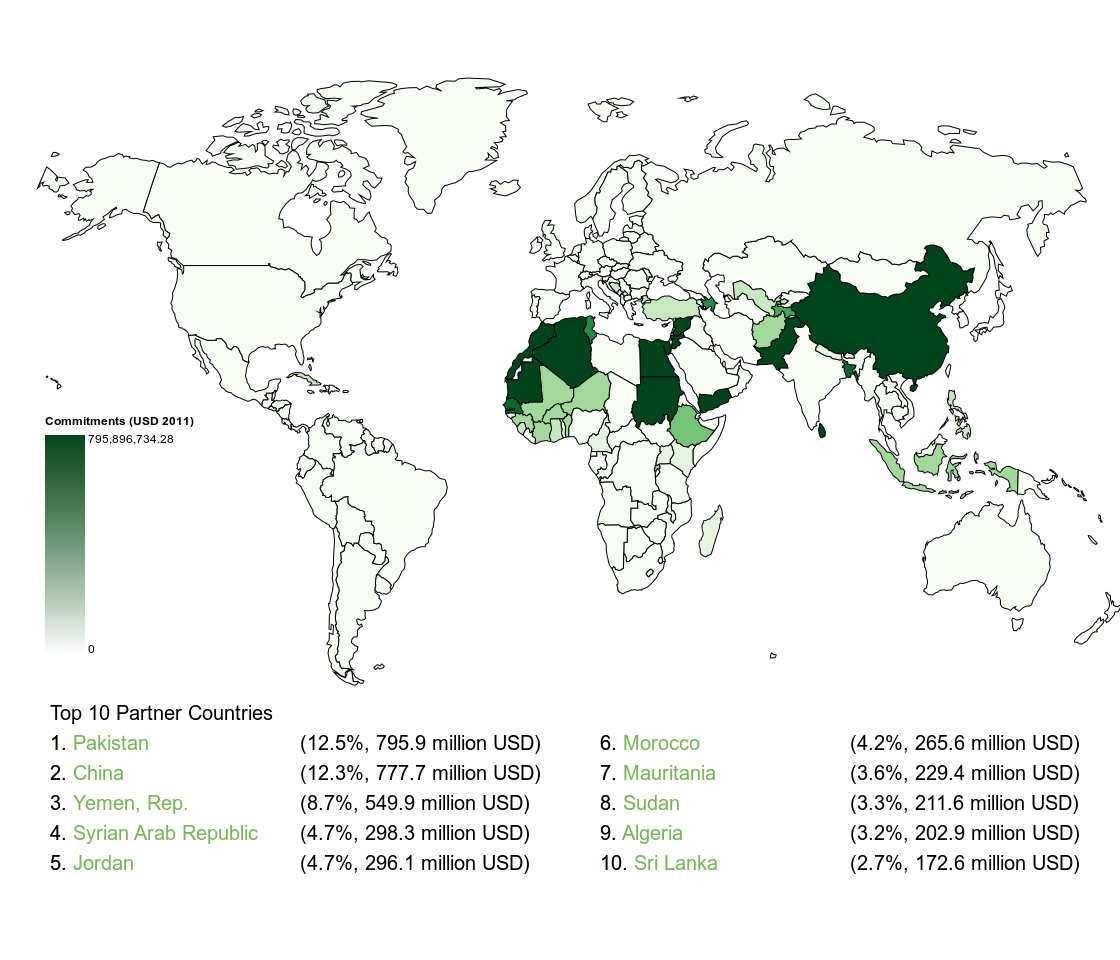 Commitments (USD 2011)
795,896,734.28
0
Top 10 Partner Countries
1. Pakistan (12.5%, 795.9 million USD)
2. China (12.3%, 777.7 million USD)
3. Yemen, Rep. (8.7%, 549.9 million USD)
4. Syrian Arab Republic (4.7%, 298.3 million USD)
5. Jordan (4.7%, 296.1 million USD)
6. Morocco (4.2%, 265.6 million USD)
7. Mauritania (3.6%, 229.4 million USD)
8. Sudan (3.3%, 211.6 million USD)
9. Algeria (3.2%, 202.9 million USD)
10. Sri Lanka (2.7%, 172.6 million USD)